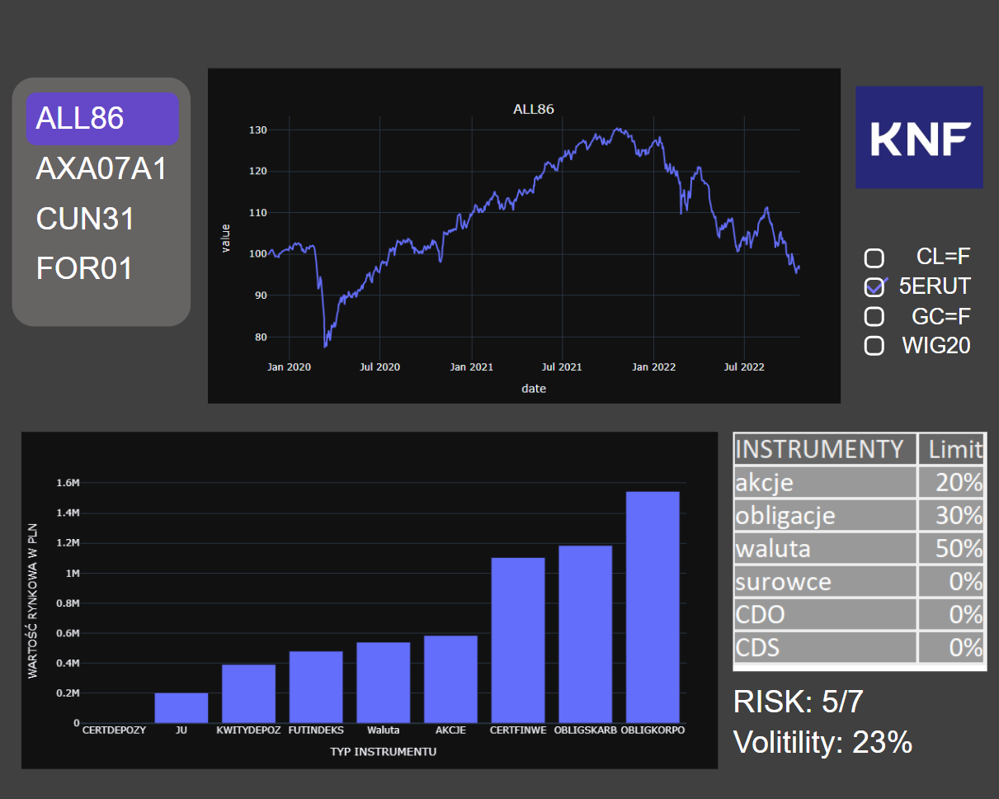 ALL86
AXA07A1
CUN31
FOR01
ALL86
130
120
110
100
90
80
value
Jan 2020 Jul 2020 Jan 2021 Jul 2021 Jan 2022 Jul 2022
date
KNF
CL=F
5ERUT
GC=F
WIG20
1.6M
1.4M
1.2M
1M
0.8M
0.6M
0.4M
0.2M
0
WARTOŚĆ RYNKOWA W PLN
CERTDEPOZY JU KWITYDEPOZ FUTINDEKS Waluta AKCJE CERTFINWE OBLIGSKARB OBLIGKORPO
TYP INSTRUMENTU
INSTRUMENTY Limit
akcje 20%
obligacje 30%
waluta 50%
surowce 0%
CDO 0%
CDS 0%
RISK: 5/7
Volitility: 23%